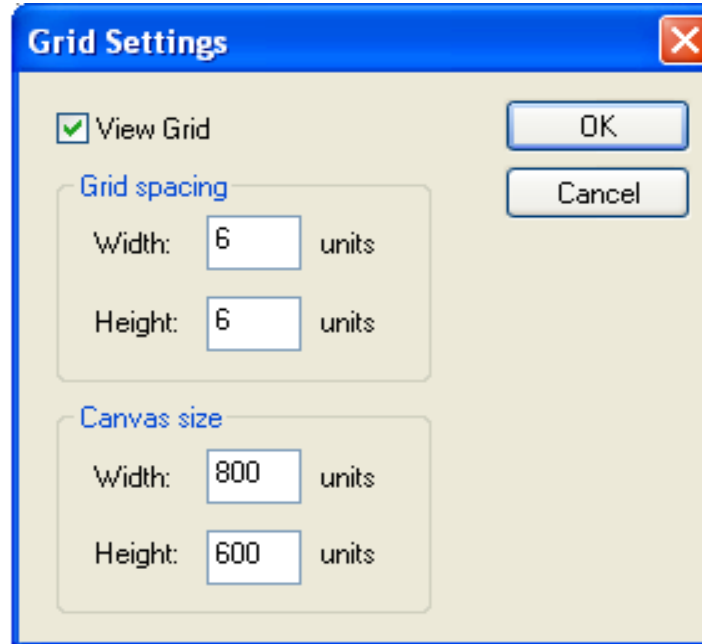 Grid Settings
View Grid
OK
Cancel
Grid spacing
Width: 6 units
Height: 6 units
Canvas size
Width: 800 units
Height: 600 units